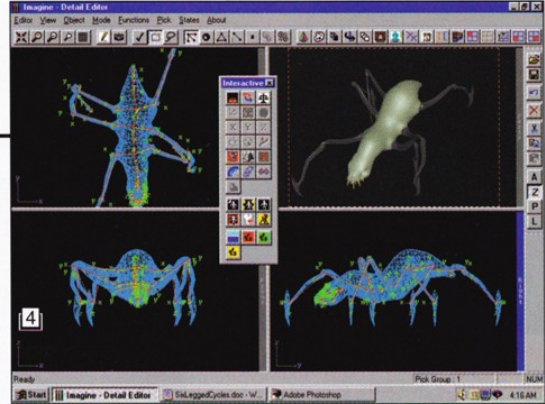 Imagine - Detail Editor
Editor View Object Mode Functions Pick States About
Interactive
A
Z
P
L
4
Ready
Pick Group : 1
NUM
Start
Imagine - Detail Editor
SixLeggedCycles.doc - W...
Adobe Photoshop
4:16 AM